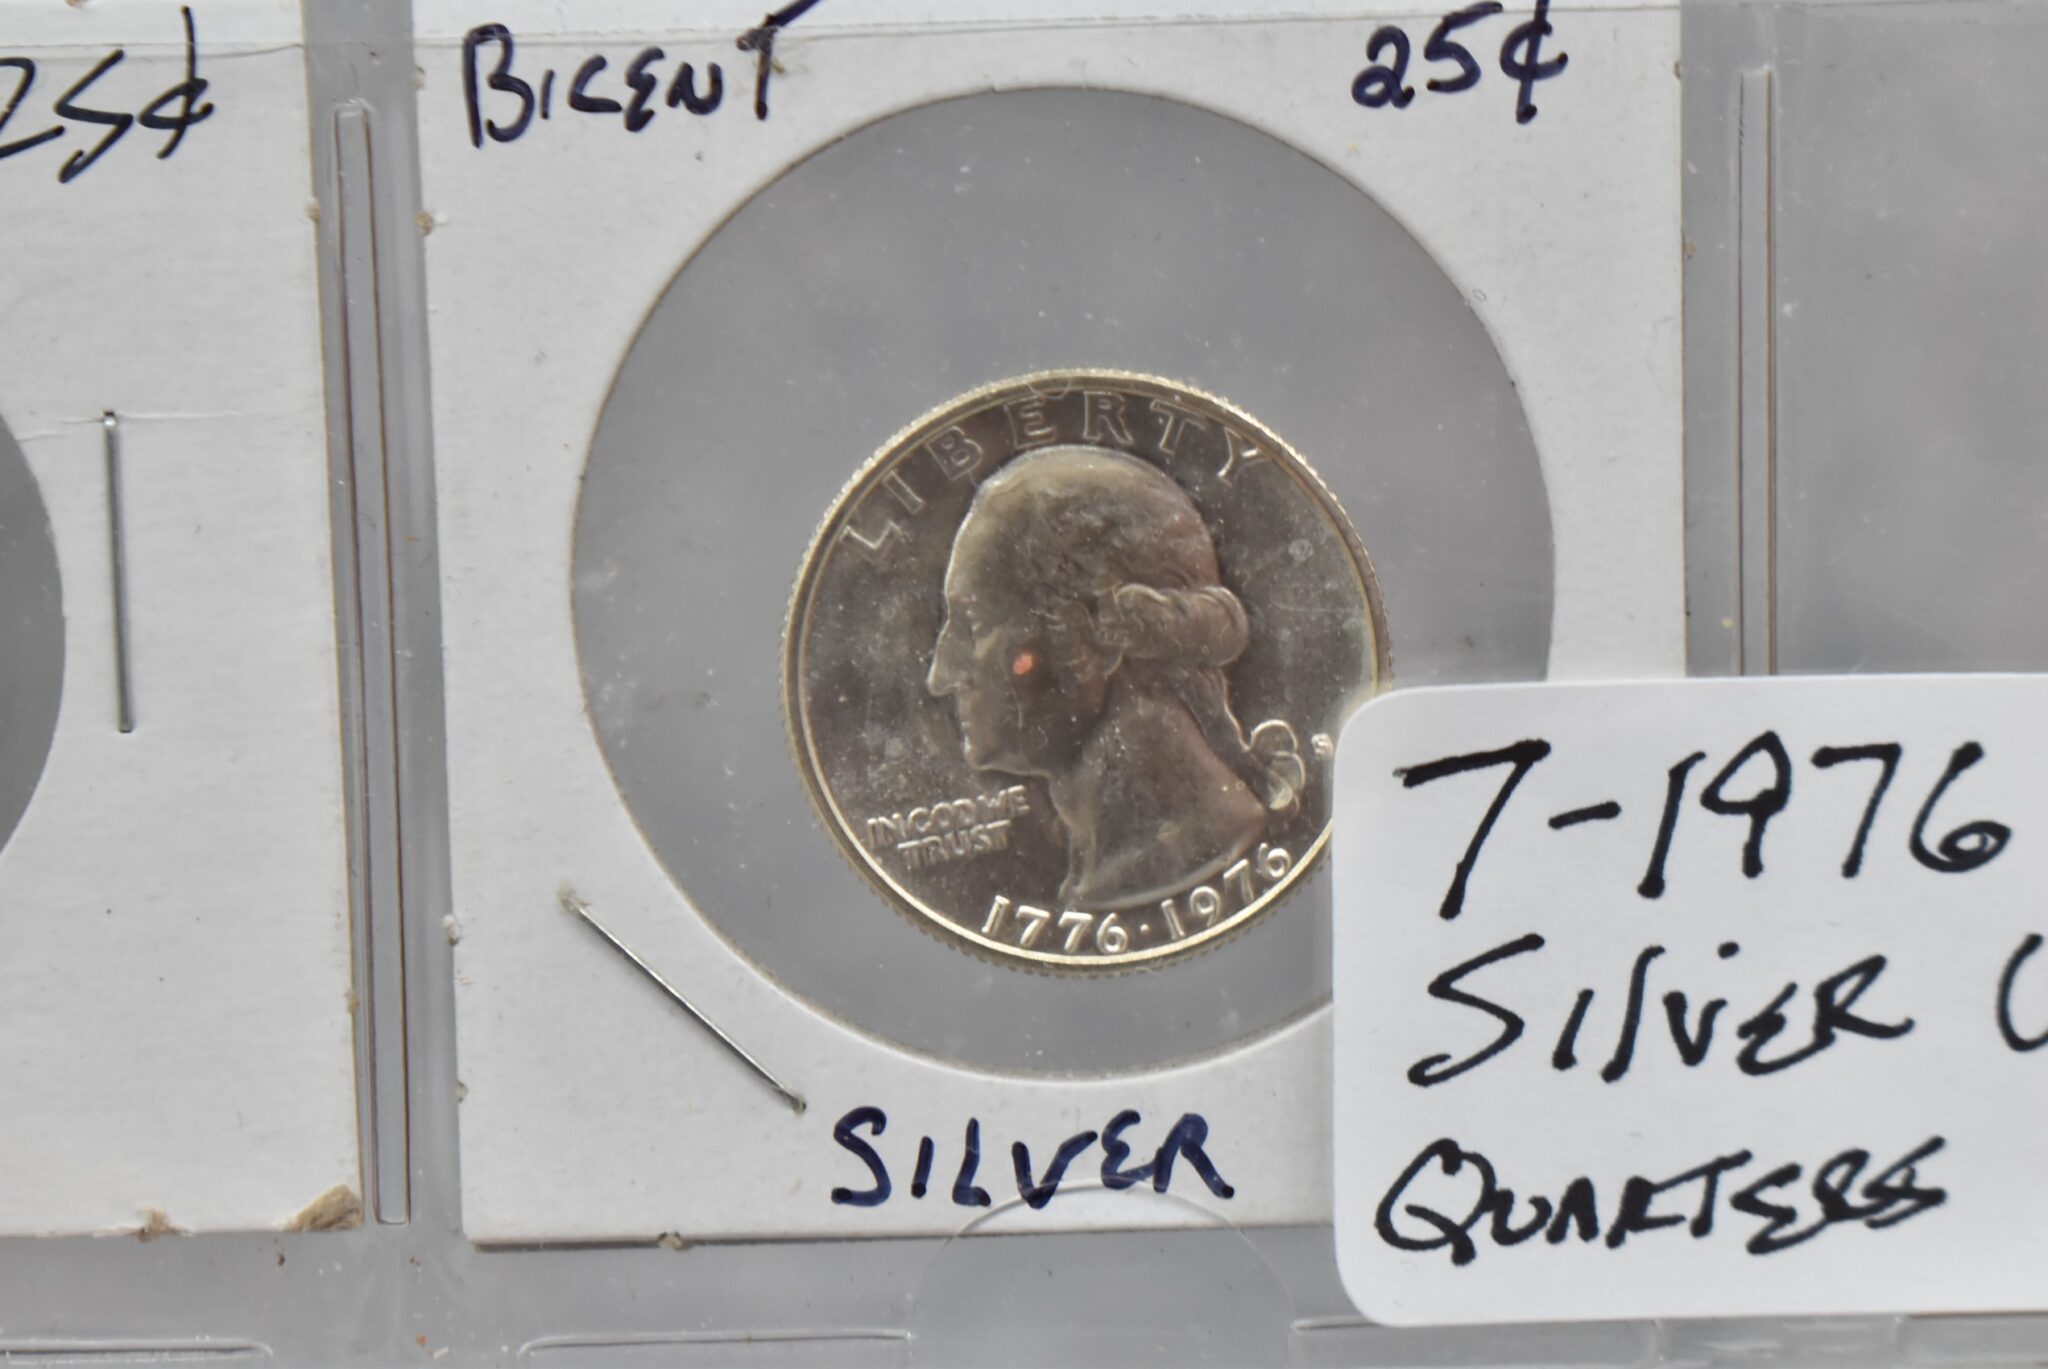 25¢
BICENT 25¢
LIBERTY
IN GOD WE
TRUST
S
1776·1976
SILVER
7-1976
SILVER
QUARTERS